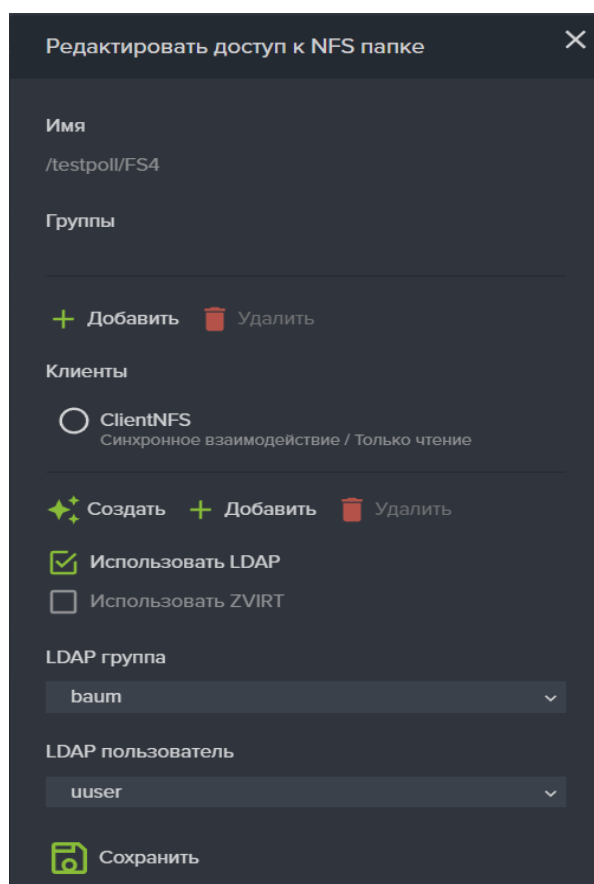 Редактировать доступ к NFS папке
Имя
/testpoll/FS4
Группы
Добавить Удалить
Клиенты
ClientNFS
Синхронное взаимодействие / Только чтение
Создать Добавить Удалить
Использовать LDAP
Использовать ZVIRT
LDAP группа
baum
LDAP пользователь
uuser
Сохранить